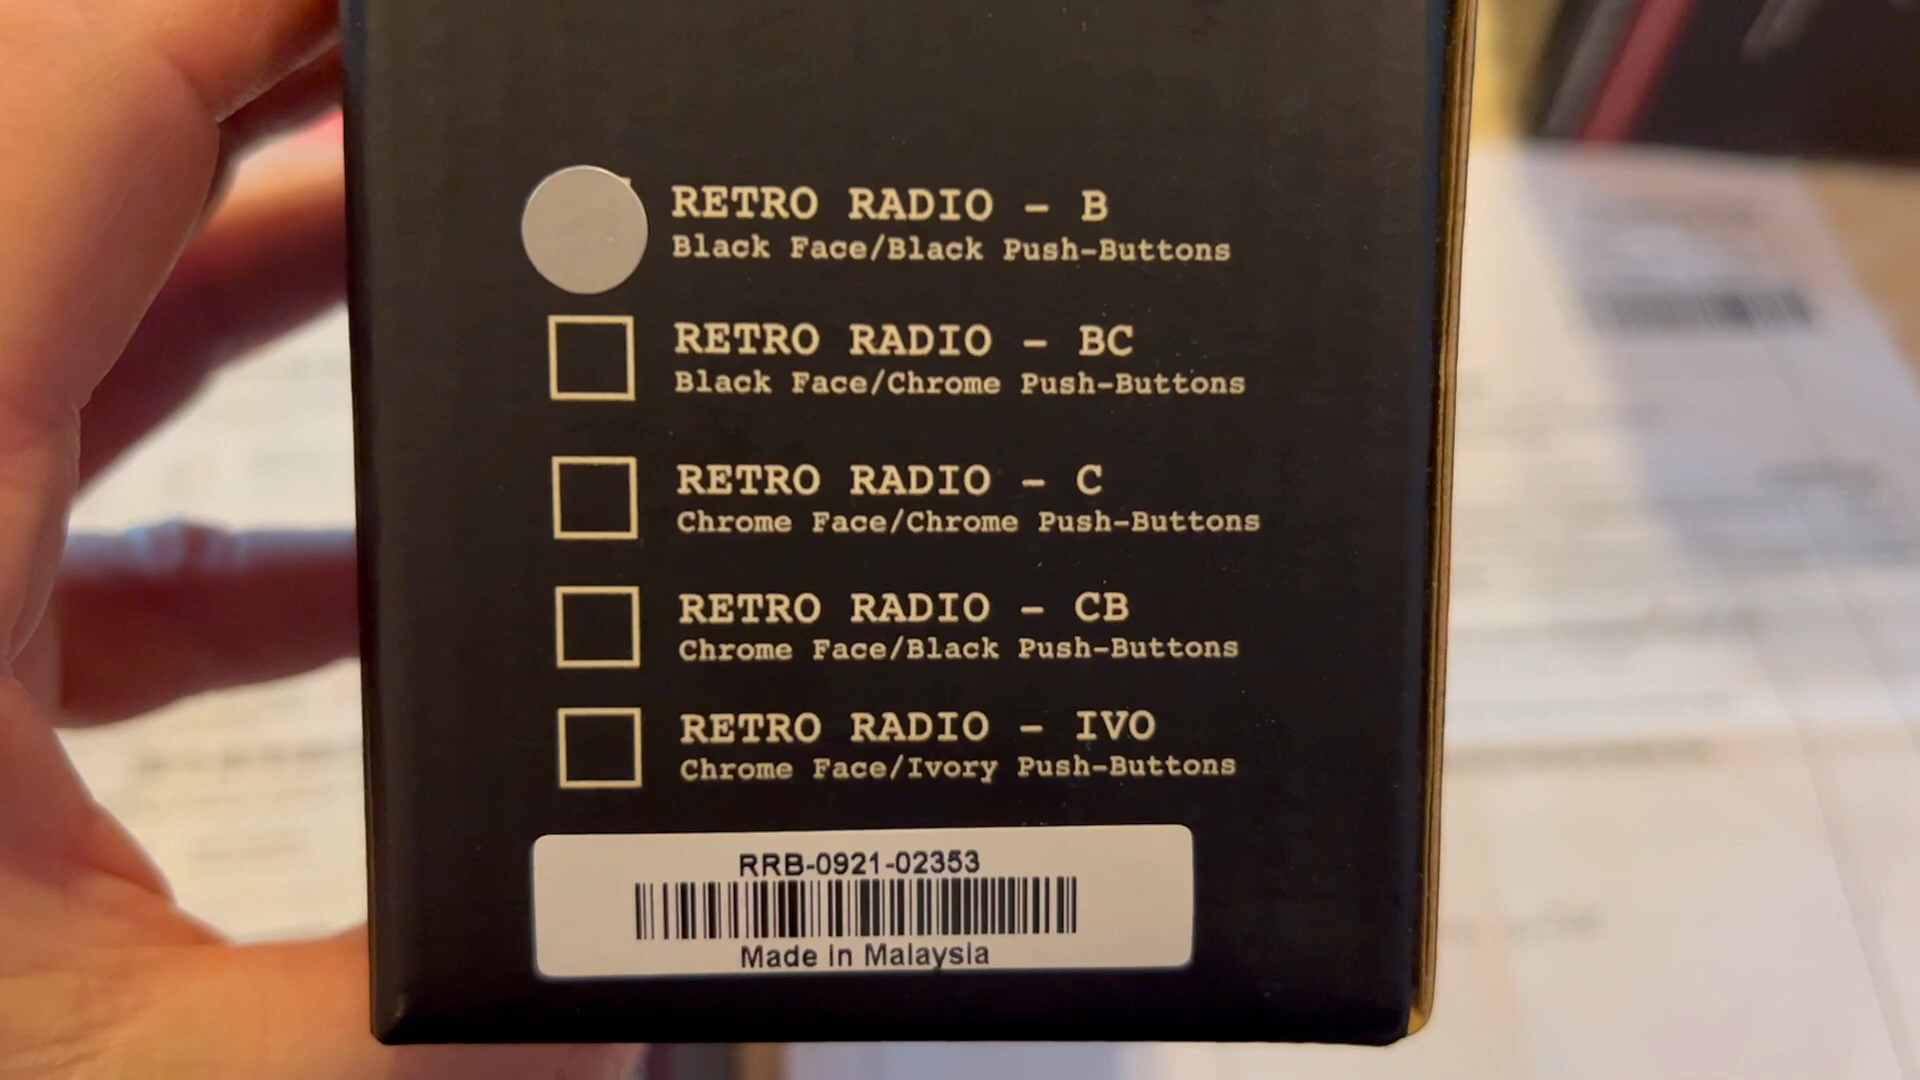 RETRO RADIO - B
Black Face/Black Push-Buttons
RETRO RADIO - BC
Black Face/Chrome Push-Buttons
RETRO RADIO - C
Chrome Face/Chrome Push-Buttons
RETRO RADIO - CB
Chrome Face/Black Push-Buttons
RETRO RADIO - IVO
Chrome Face/Ivory Push-Buttons
RRB-0921-02353
Made in Malaysia